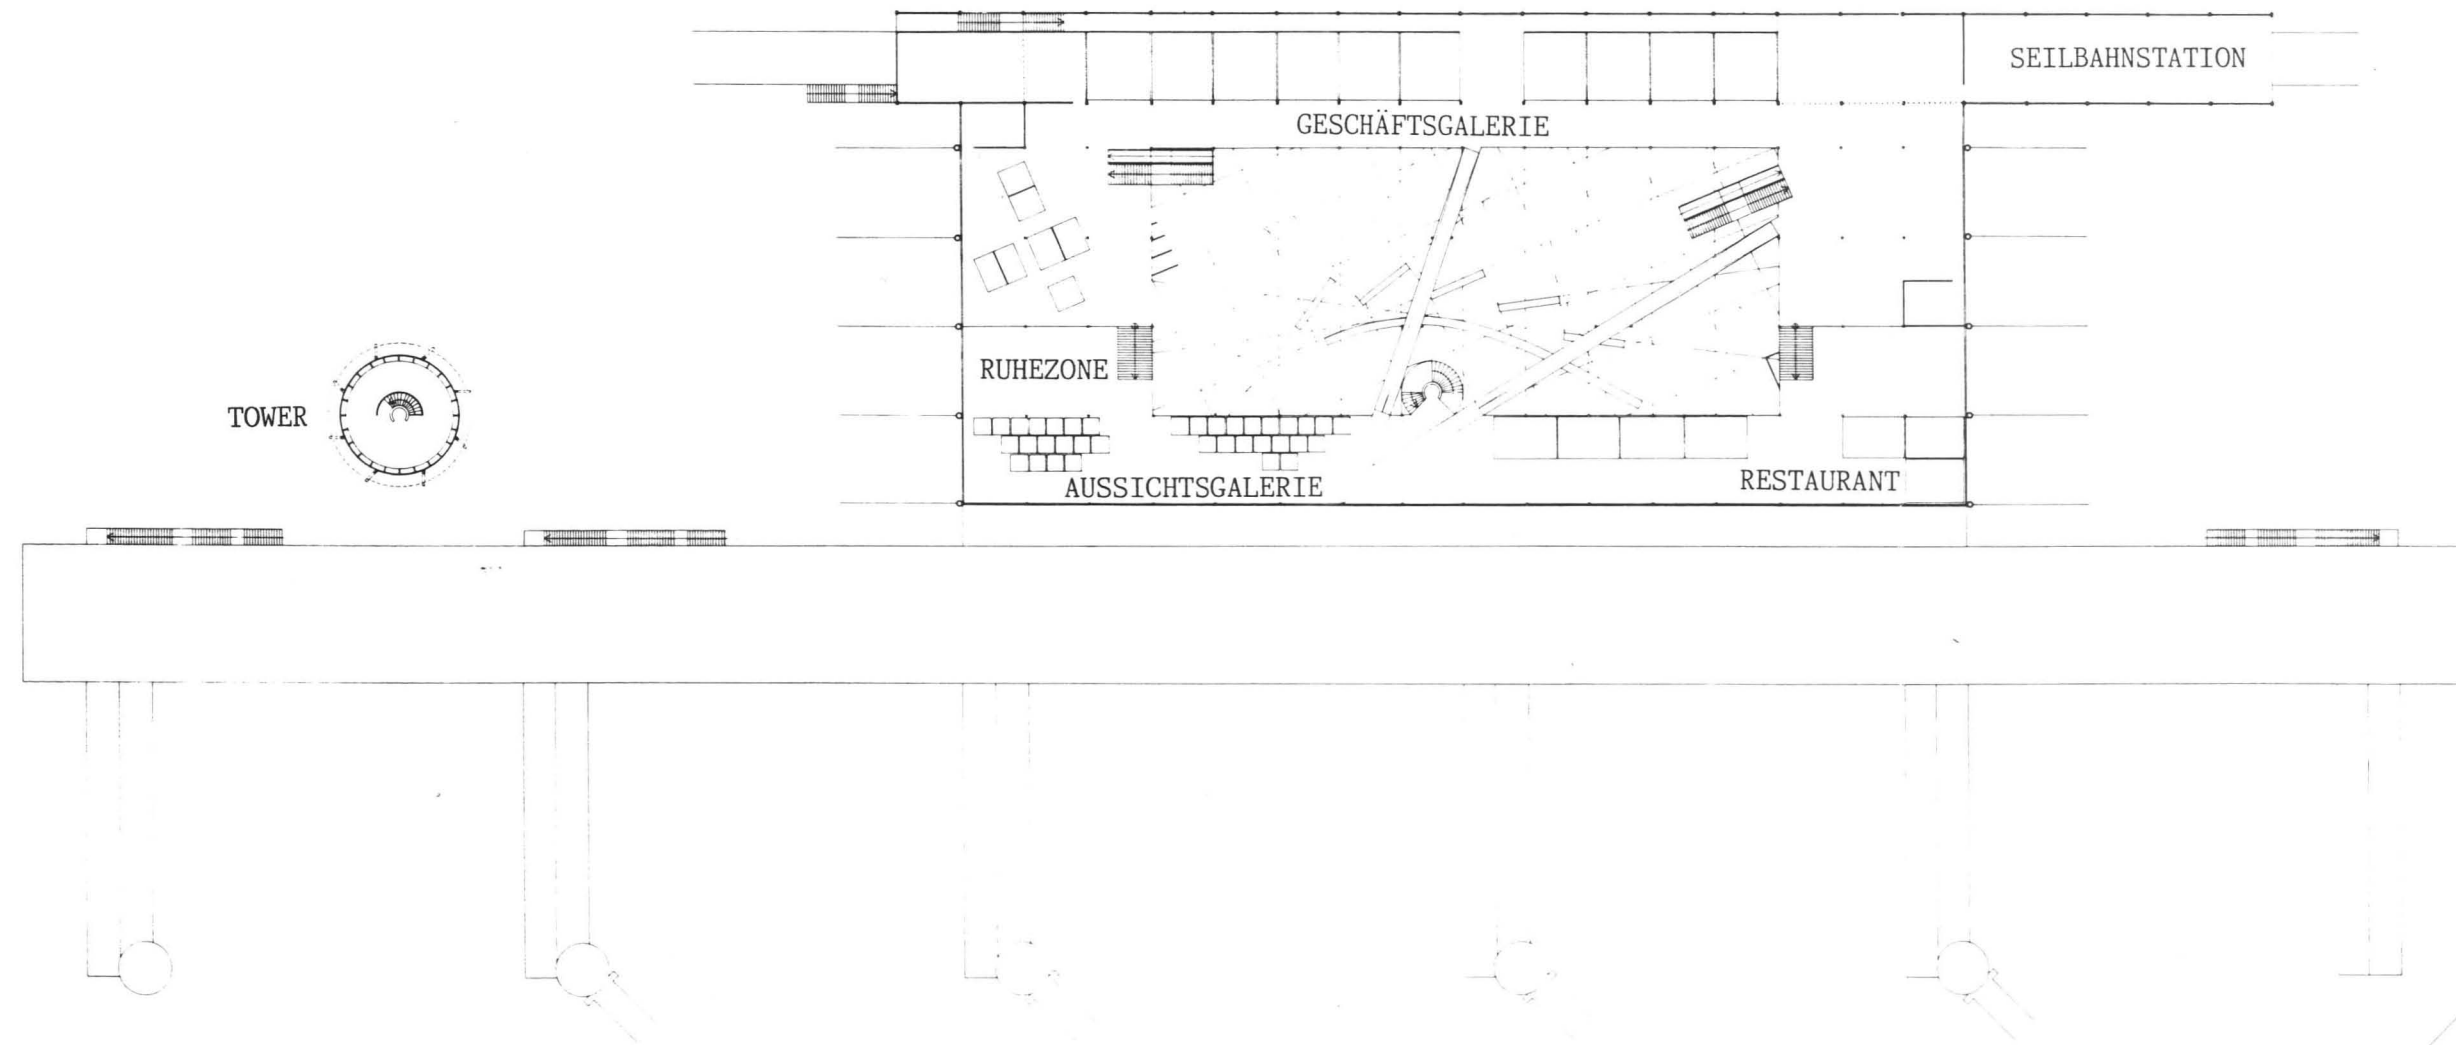 SEILBAHNSTATION
GESCHÄFTSGALERIE
RUHEZONE
TOWER
RESTAURANT
AUSSICHTSGALERIE